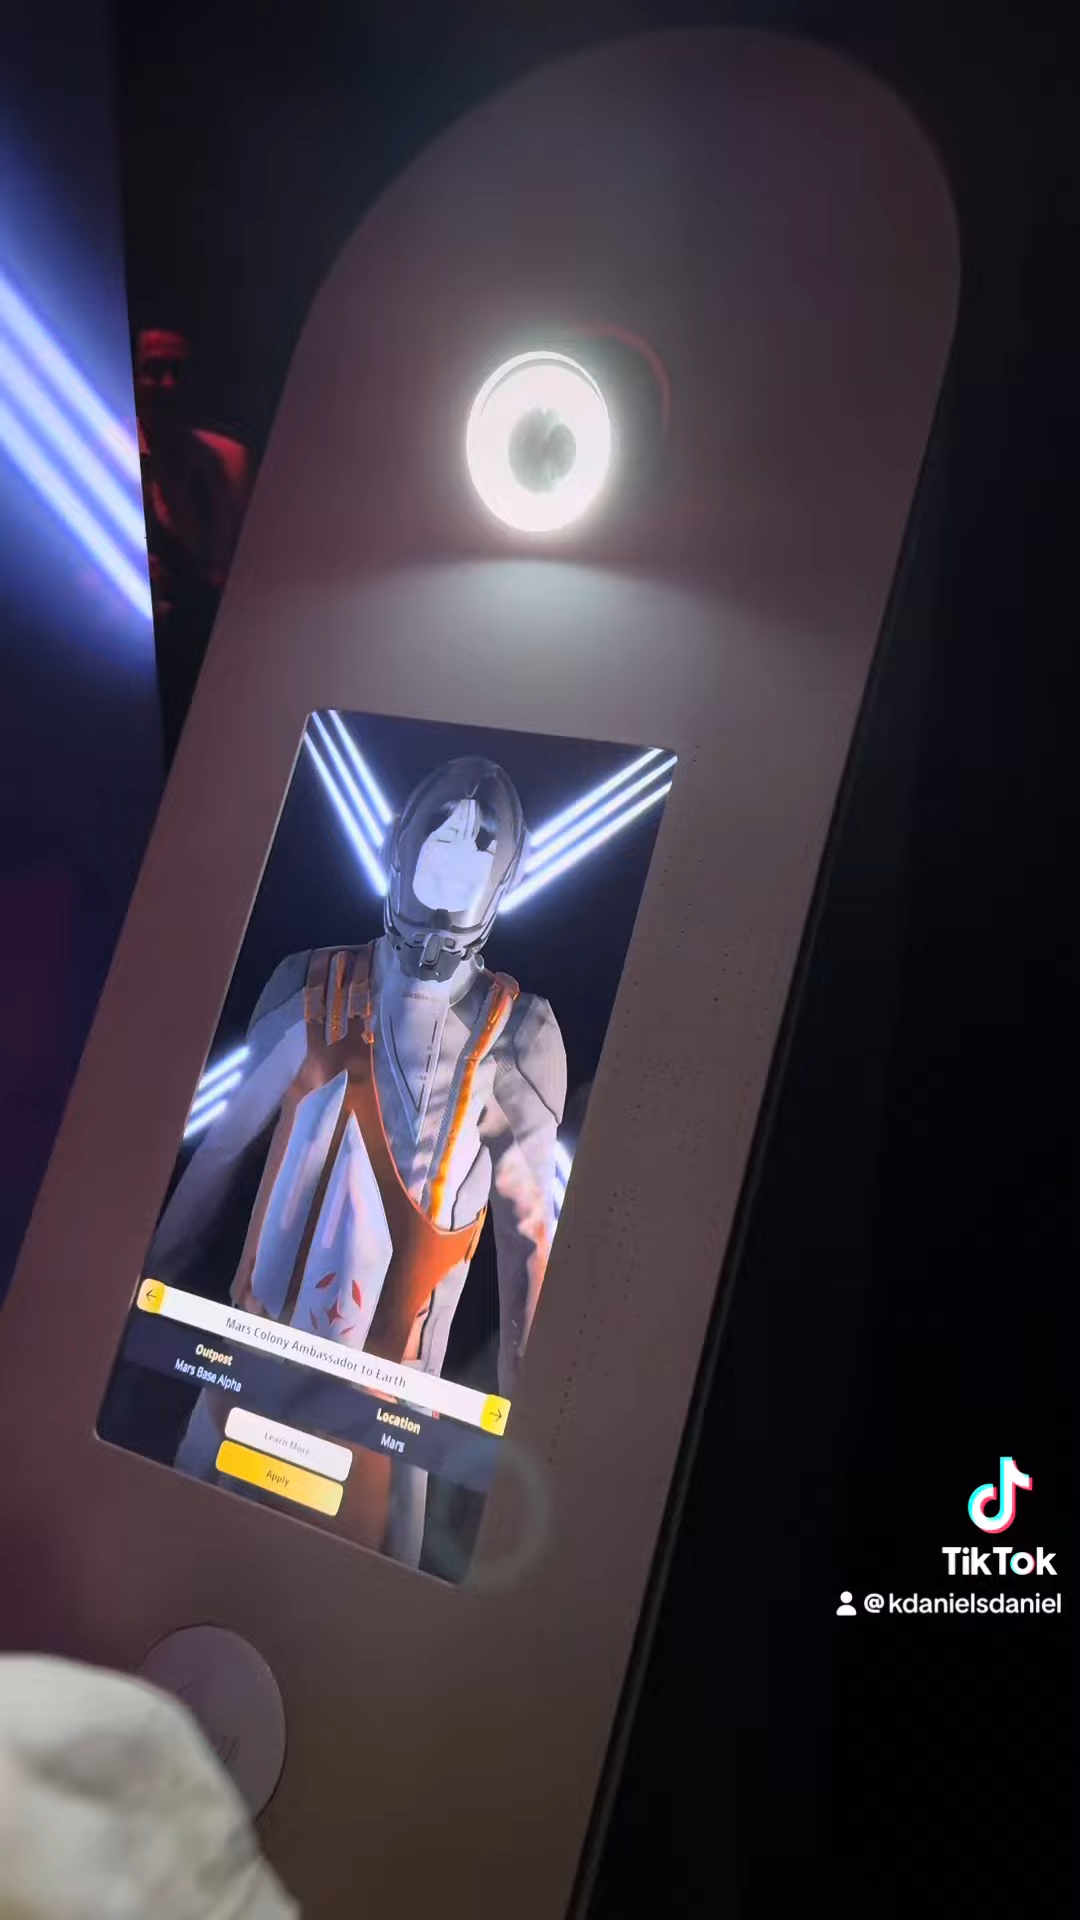 Mars Colony Ambassador to Earth
Outpost
Mars Base Alpha
Location
Mars
Learn More
Apply
TikTok
@kdanielsdaniel